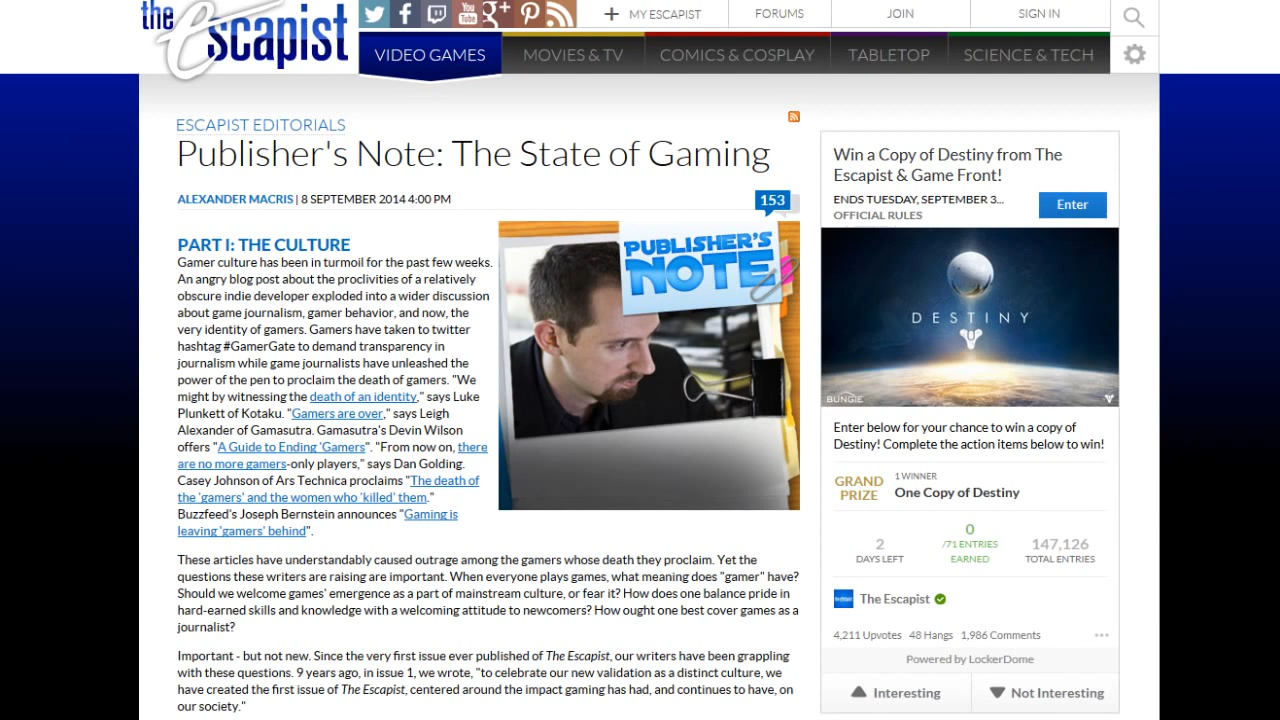 the escapist
You Tube
g+
+ MY ESCAPIST
FORUMS
JOIN
SIGN IN
VIDEO GAMES
MOVIES & TV
COMICS & COSPLAY
TABLETOP
SCIENCE & TECH
ESCAPIST EDITORIALS
Publisher's Note: The State of Gaming
ALEXANDER MACRIS | 8 SEPTEMBER 2014 4:00 PM
153
PUBLISHER'S
NOTE
PART I: THE CULTURE
Gamer culture has been in turmoil for the past few weeks.
An angry blog post about the proclivities of a relatively
obscure indie developer exploded into a wider discussion
about game journalism, gamer behavior, and now, the
very identity of gamers. Gamers have taken to twitter
hashtag #GamerGate to demand transparency in
journalism while game journalists have unleashed the
power of the pen to proclaim the death of gamers. "We
might by witnessing the death of an identity," says Luke
Plunkett of Kotaku. "Gamers are over," says Leigh
Alexander of Gamasutra. Gamasutra's Devin Wilson
offers "A Guide to Ending 'Gamers". "From now on, there
are no more gamers-only players," says Dan Golding.
Casey Johnson of Ars Technica proclaims "The death of
the 'gamers' and the women who 'killed' them."
Buzzfeed's Joseph Bernstein announces "Gaming is
leaving 'gamers' behind".
These articles have understandably caused outrage among the gamers whose death they proclaim. Yet the
questions these writers are raising are important. When everyone plays games, what meaning does "gamer" have?
Should we welcome games' emergence as a part of mainstream culture, or fear it? How does one balance pride in
hard-earned skills and knowledge with a welcoming attitude to newcomers? How ought one best cover games as a
journalist?
Important - but not new. Since the very first issue ever published of The Escapist, our writers have been grappling
with these questions. 9 years ago, in issue 1, we wrote, "to celebrate our new validation as a distinct culture, we
have created the first issue of The Escapist, centered around the impact gaming has had, and continues to have, on
our society."
Win a Copy of Destiny from The
Escapist & Game Front!
ENDS TUESDAY, SEPTEMBER 3...
OFFICIAL RULES
Enter
DESTINY
BUNGIE
Enter below for your chance to win a copy of
Destiny! Complete the action items below to win!
GRAND
PRIZE
1 WINNER
One Copy of Destiny
2
DAYS LEFT
0
/71 ENTRIES
EARNED
147,126
TOTAL ENTRIES
The Escapist
4,211 Upvotes 48 Hangs 1,986 Comments
Powered by LockerDome
Interesting
Not Interesting